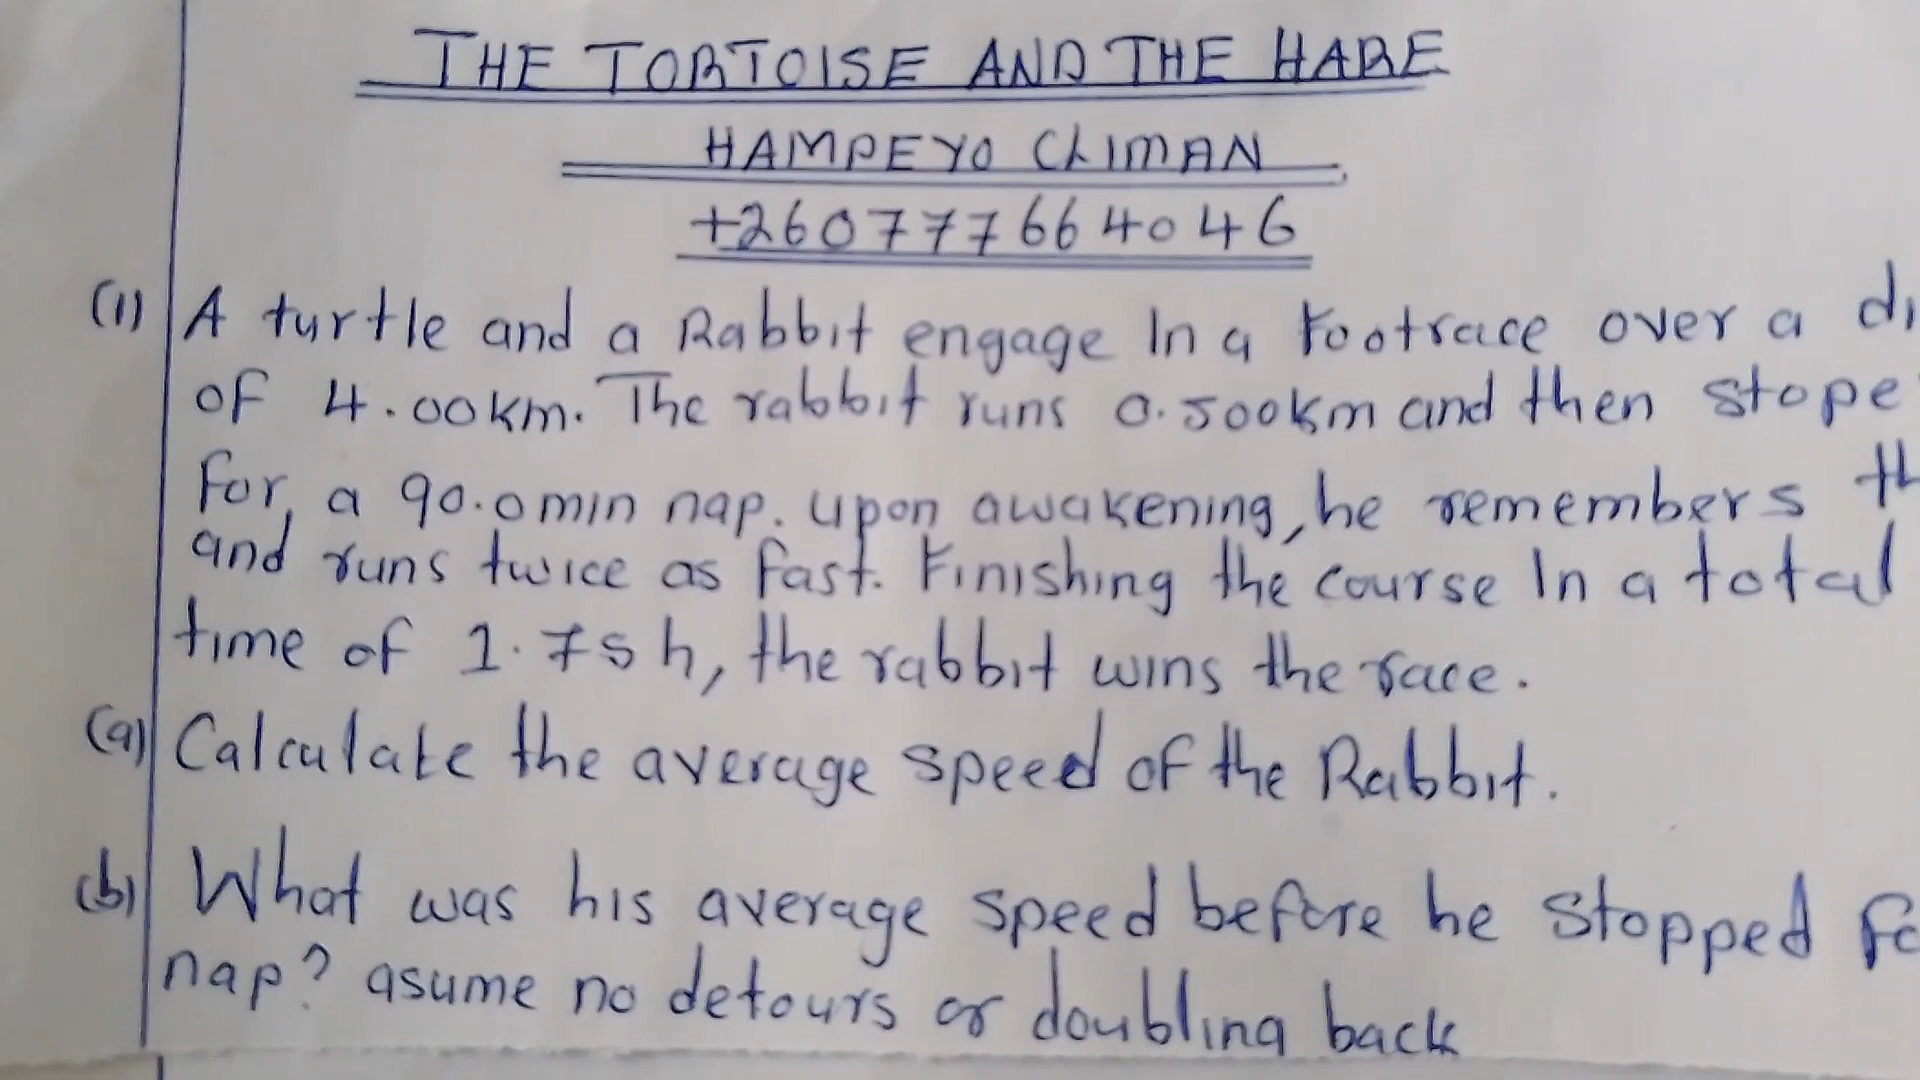 THE TORTOISE AND THE HARE
HAMPEYO CLIMAN
+260777664046
(1) A turtle and a Rabbit engage In a Footrace over a di
of 4.00km. The rabbit runs 0.500km and then stope
For a 90.0min nap. upon awakening, he remembers th
and runs twice as fast. Finishing the course In a total
time of 1.75h, the rabbit wins the race.
(a) Calculate the average speed of the Rabbit.
(b) What was his average speed before he stopped fo
nap? asume no detours or doubling back